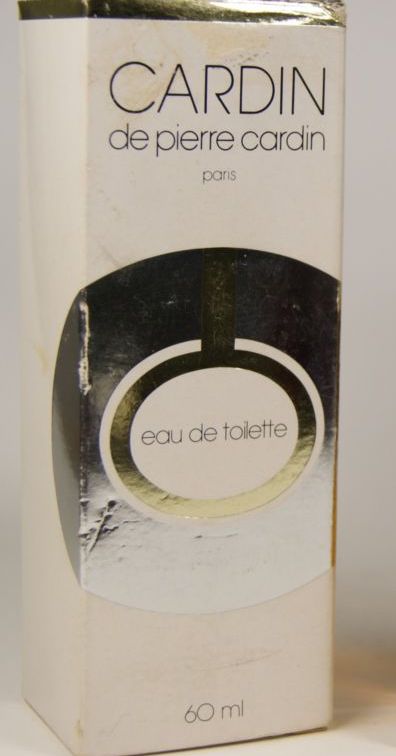 CARDIN
de pierre cardin
paris
eau de toilette
60 ml